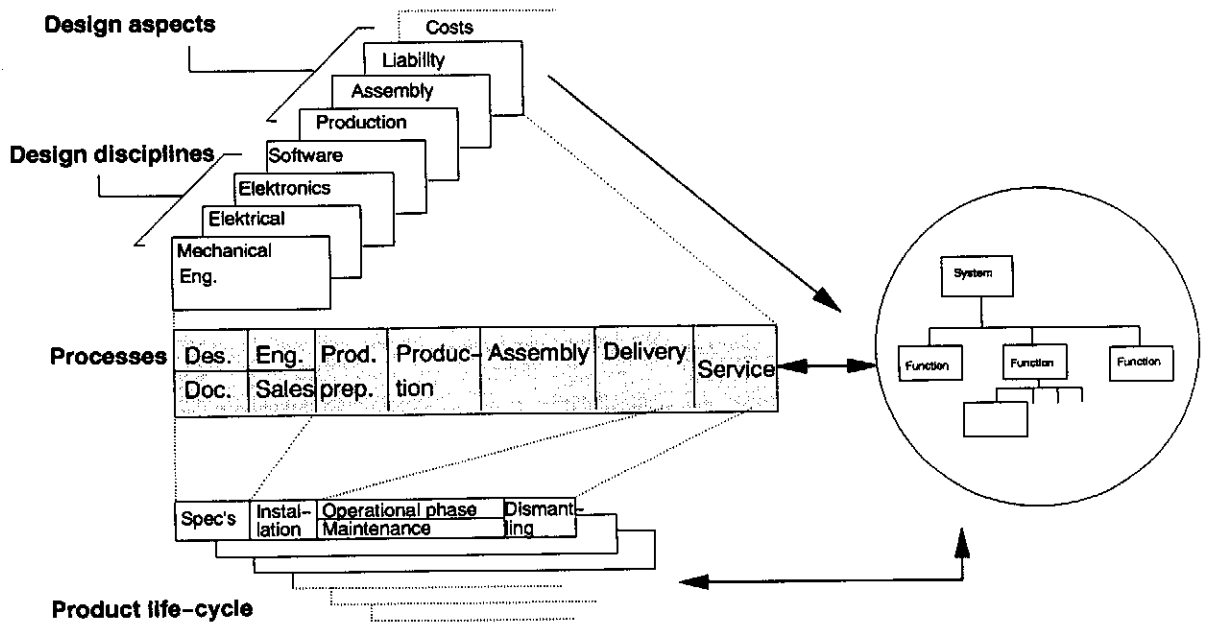 Design aspects
Costs
Liability
Assembly
Production
Design disciplines
Software
Elektronics
Elektrical
Mechanical
Eng.
System
Function
Function
Function
Processes
Des.
Eng.
Prod.
Produc-
Assembly
Delivery
Service
Doc.
Sales
prep.
tion
Spec's
Instal-
lation
Operational phase
Maintenance
Dismant-
ling
Product life-cycle